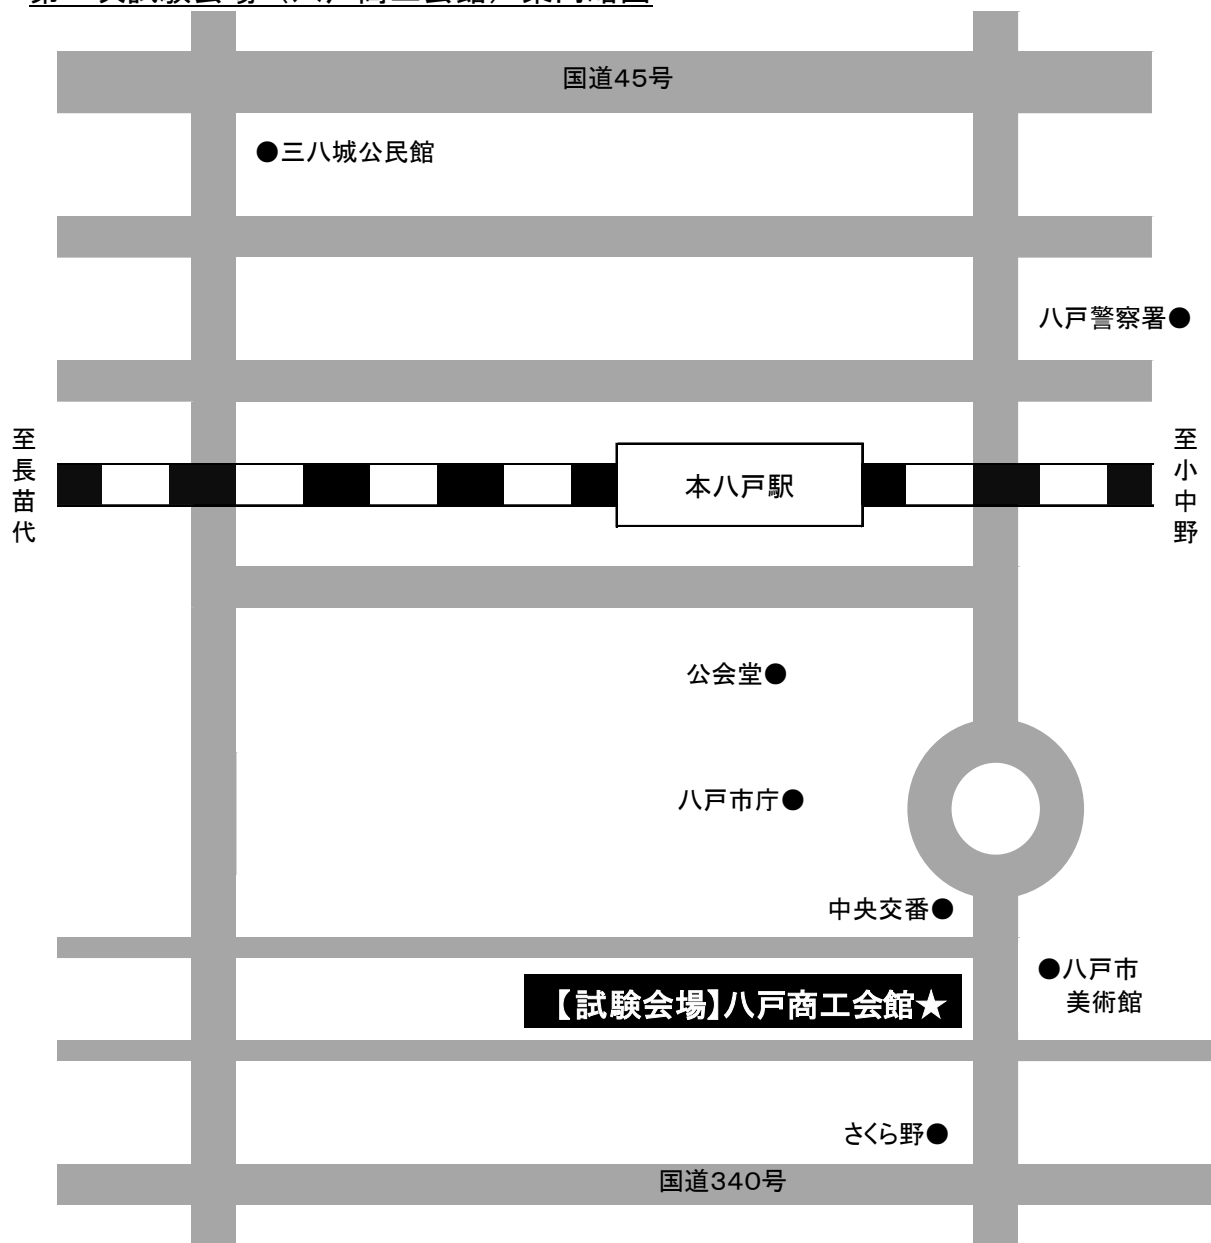 国道45号
●三八城公民館
八戸警察署●
至長苗代
本八戸駅
至小中野
公会堂●
八戸市庁●
中央交番●
●八戸市
美術館
【試験会場】八戸商工会館★
さくら野●
国道340号